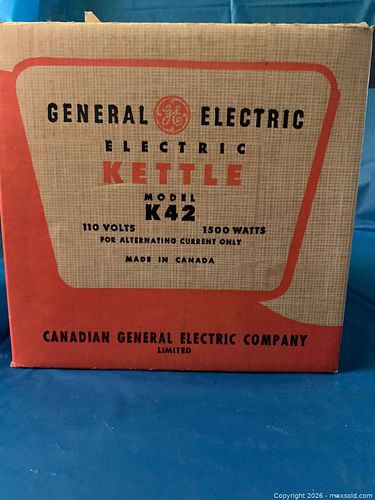 GENERAL GE ELECTRIC
ELECTRIC
KETTLE
MODEL
K42
110 VOLTS 1500 WATTS
FOR ALTERNATING CURRENT ONLY
MADE IN CANADA
CANADIAN GENERAL ELECTRIC COMPANY
LIMITED
Copyright © 2026 - maxsold.com